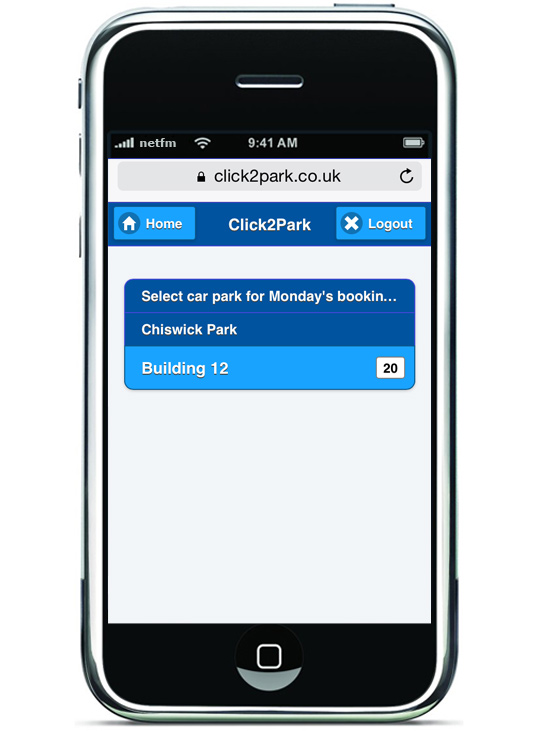 netfm 9:41 AM
click2park.co.uk
Home Click2Park Logout
Select car park for Monday's bookin...
Chiswick Park
Building 12 20